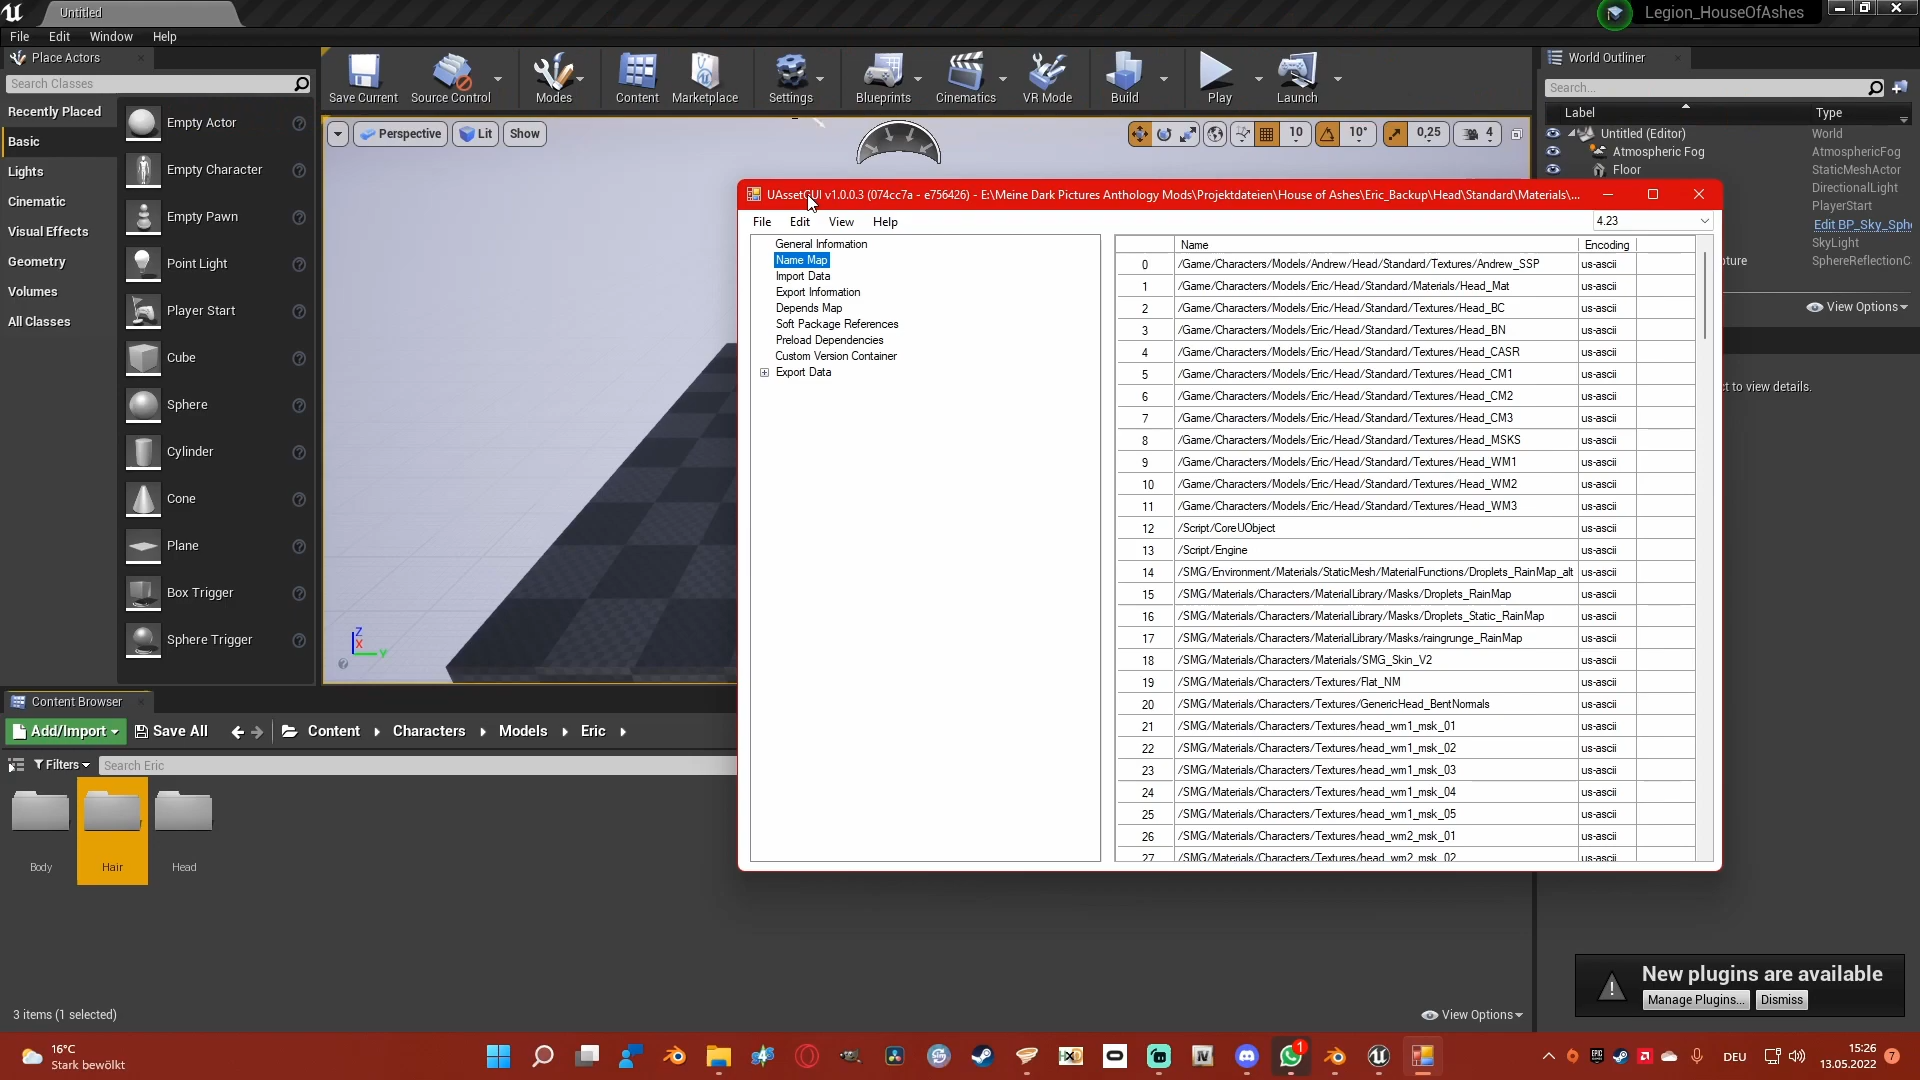 Untitled
Legion_HouseOfAshes
File Edit Window Help
Place Actors
Search Classes
Recently Placed
Basic
Lights
Cinematic
Visual Effects
Geometry
Volumes
All Classes
Empty Actor
Empty Character
Empty Pawn
Point Light
Player Start
Cube
Sphere
Cylinder
Cone
Plane
Box Trigger
Sphere Trigger
Save Current
Source Control
Modes
Content
Marketplace
Settings
Blueprints
Cinematics
VR Mode
Build
Play
Launch
Perspective
Lit
Show
10
10°
0,25
4
Z
X
Y
World Outliner
Search...
Label Type
Untitled (Editor) World
Atmospheric Fog AtmosphericFog
Floor StaticMeshActor
DirectionalLight
PlayerStart
Edit BP_Sky_Sphe
SkyLight
pture SphereReflectionC
View Options
ct to view details.
UAssetGUI v1.0.0.3 (074cc7a - e756426) - E:\Meine Dark Pictures Anthology Mods\Projektdateien\House of Ashes\Eric_Backup\Head\Standard\Materials\...
File Edit View Help
4.23
General Information
Name Map
Import Data
Export Information
Depends Map
Soft Package References
Preload Dependencies
Custom Version Container
Export Data
Name Encoding
0 /Game/Characters/Models/Andrew/Head/Standard/Textures/Andrew_SSP us-ascii
1 /Game/Characters/Models/Eric/Head/Standard/Materials/Head_Mat us-ascii
2 /Game/Characters/Models/Eric/Head/Standard/Textures/Head_BC us-ascii
3 /Game/Characters/Models/Eric/Head/Standard/Textures/Head_BN us-ascii
4 /Game/Characters/Models/Eric/Head/Standard/Textures/Head_CASR us-ascii
5 /Game/Characters/Models/Eric/Head/Standard/Textures/Head_CM1 us-ascii
6 /Game/Characters/Models/Eric/Head/Standard/Textures/Head_CM2 us-ascii
7 /Game/Characters/Models/Eric/Head/Standard/Textures/Head_CM3 us-ascii
8 /Game/Characters/Models/Eric/Head/Standard/Textures/Head_MSKS us-ascii
9 /Game/Characters/Models/Eric/Head/Standard/Textures/Head_WM1 us-ascii
10 /Game/Characters/Models/Eric/Head/Standard/Textures/Head_WM2 us-ascii
11 /Game/Characters/Models/Eric/Head/Standard/Textures/Head_WM3 us-ascii
12 /Script/CoreUObject us-ascii
13 /Script/Engine us-ascii
14 /SMG/Environment/Materials/StaticMesh/MaterialFunctions/Droplets_RainMap_alt us-ascii
15 /SMG/Materials/Characters/MaterialLibrary/Masks/Droplets_RainMap us-ascii
16 /SMG/Materials/Characters/MaterialLibrary/Masks/Droplets_Static_RainMap us-ascii
17 /SMG/Materials/Characters/MaterialLibrary/Masks/raingrunge_RainMap us-ascii
18 /SMG/Materials/Characters/Materials/SMG_Skin_V2 us-ascii
19 /SMG/Materials/Characters/Textures/Flat_NM us-ascii
20 /SMG/Materials/Characters/Textures/GenericHead_BentNormals us-ascii
21 /SMG/Materials/Characters/Textures/head_wm1_msk_01 us-ascii
22 /SMG/Materials/Characters/Textures/head_wm1_msk_02 us-ascii
23 /SMG/Materials/Characters/Textures/head_wm1_msk_03 us-ascii
24 /SMG/Materials/Characters/Textures/head_wm1_msk_04 us-ascii
25 /SMG/Materials/Characters/Textures/head_wm1_msk_05 us-ascii
26 /SMG/Materials/Characters/Textures/head_wm2_msk_01 us-ascii
27 /SMG/Materials/Characters/Textures/head_wm2_msk_02 us-ascii
Content Browser
Add/Import Save All Content Characters Models Eric
Filters Search Eric
Body
Hair
Head
3 items (1 selected)
View Options
New plugins are available
Manage Plugins... Dismiss
16°C
Stark bewölkt
1
EPIC
DEU
15:26
13.05.2022
7